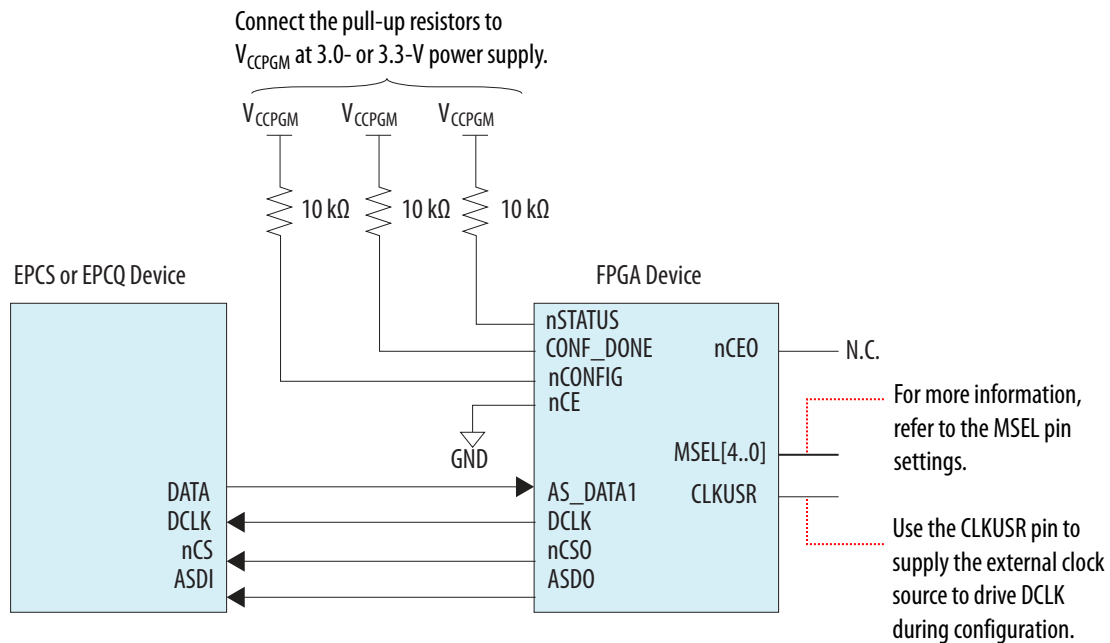 Connect the pull-up resistors to
VCCPGM at 3.0- or 3.3-V power supply.
VCCPGM VCCPGM VCCPGM
10 kΩ 10 kΩ 10 kΩ
EPCS or EPCQ Device
FPGA Device
nSTATUS
CONF_DONE
nCONFIG
nCE
GND
nCEO
N.C.
For more information,
refer to the MSEL pin
settings.
MSEL[4..0]
CLKUSR
DATA
DCLK
nCS
ASDI
AS_DATA1
DCLK
nCSO
ASDO
Use the CLKUSR pin to
supply the external clock
source to drive DCLK
during configuration.